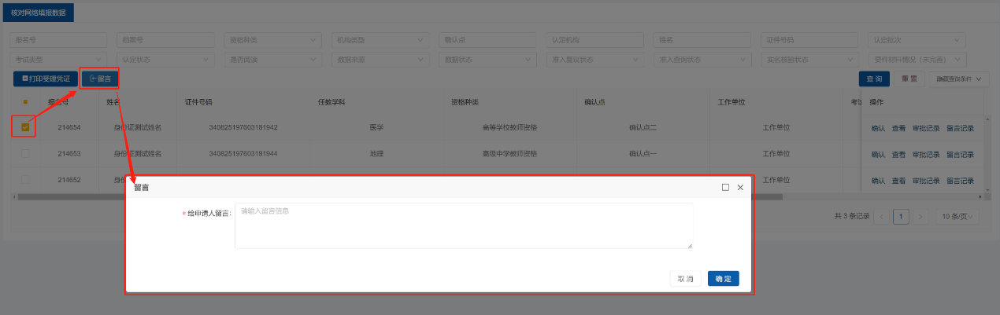 核对网络填报数据
报名号 档案号 资格种类 机构类型 确认点 认定机构 姓名 证件号码 认定批次
考试类型 认定状态 是否阅读 数据来源 数据状态 准入复议状态 准入查询状态 实名核验状态 要件材料情况（未完善）
打印受理凭证 留言 查询 重置 隐藏查询条件
报名号 姓名 证件号码 任教学科 资格种类 确认点 工作单位 操作
214654 身份证测试姓名 340825197603181942 医学 高等学校教师资格 确认点二 工作单位 确认 查看 审批记录 留言记录
214653 身份证测试姓名 340825197603181944 地理 高级中学教师资格 确认点一 工作单位 确认 查看 审批记录 留言记录
214652 工作单位 确认 查看 审批记录 留言记录
留言
* 给申请人留言: 请输入留言信息
共 3 条记录 < 1 > 10 条/页
取消 确定